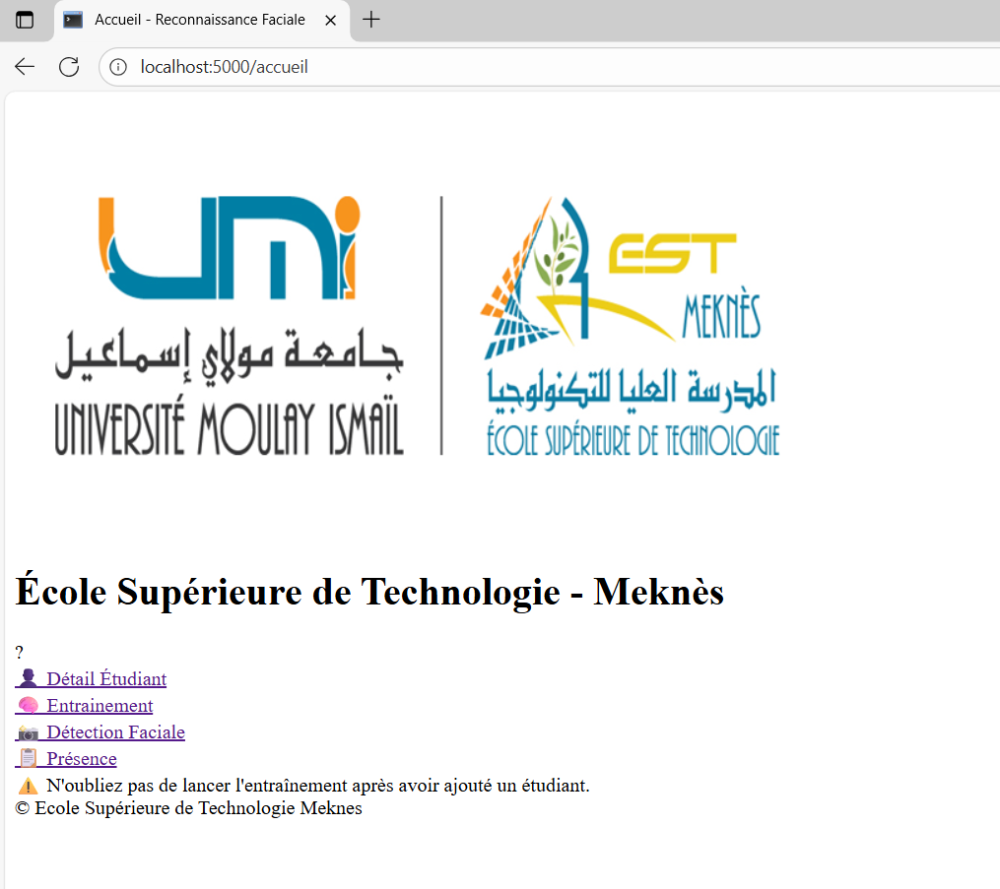 Accueil - Reconnaissance Faciale
localhost:5000/accueil
umi
جامعة مولاي إسماعيل
UNIVERSITÉ MOULAY ISMAÏL
EST
MEKNÈS
المدرسة العليا للتكنولوجيا
ÉCOLE SUPÉRIEURE DE TECHNOLOGIE
École Supérieure de Technologie - Meknès
?
👤 Détail Étudiant
🧠 Entrainement
📷 Détection Faciale
📋 Présence
⚠️ N'oubliez pas de lancer l'entraînement après avoir ajouté un étudiant.
© Ecole Supérieure de Technologie Meknes